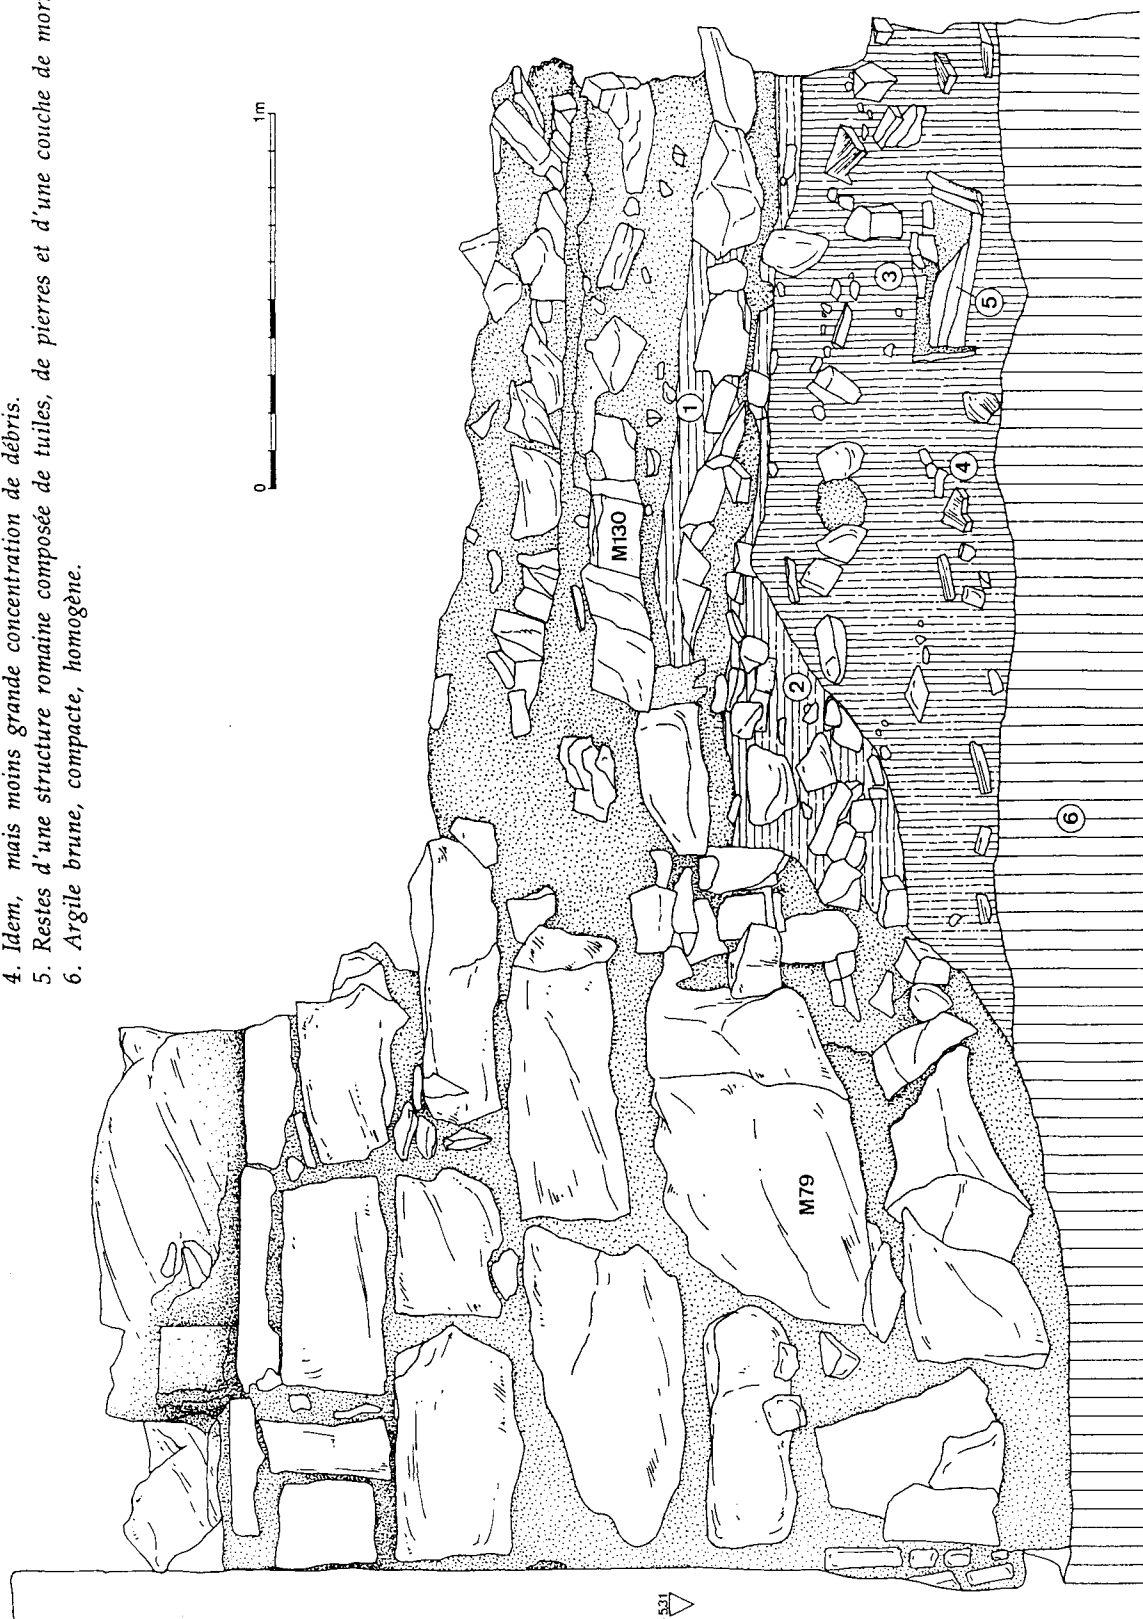 4. Idem, mais moins grande concentration de débris.
5. Restes d'une structure romaine composée de tuiles, de pierres et d'une couche de mor
6. Argile brune, compacte, homogène.
0 1m
M130
M79
1
2
3
4
5
6
5.31